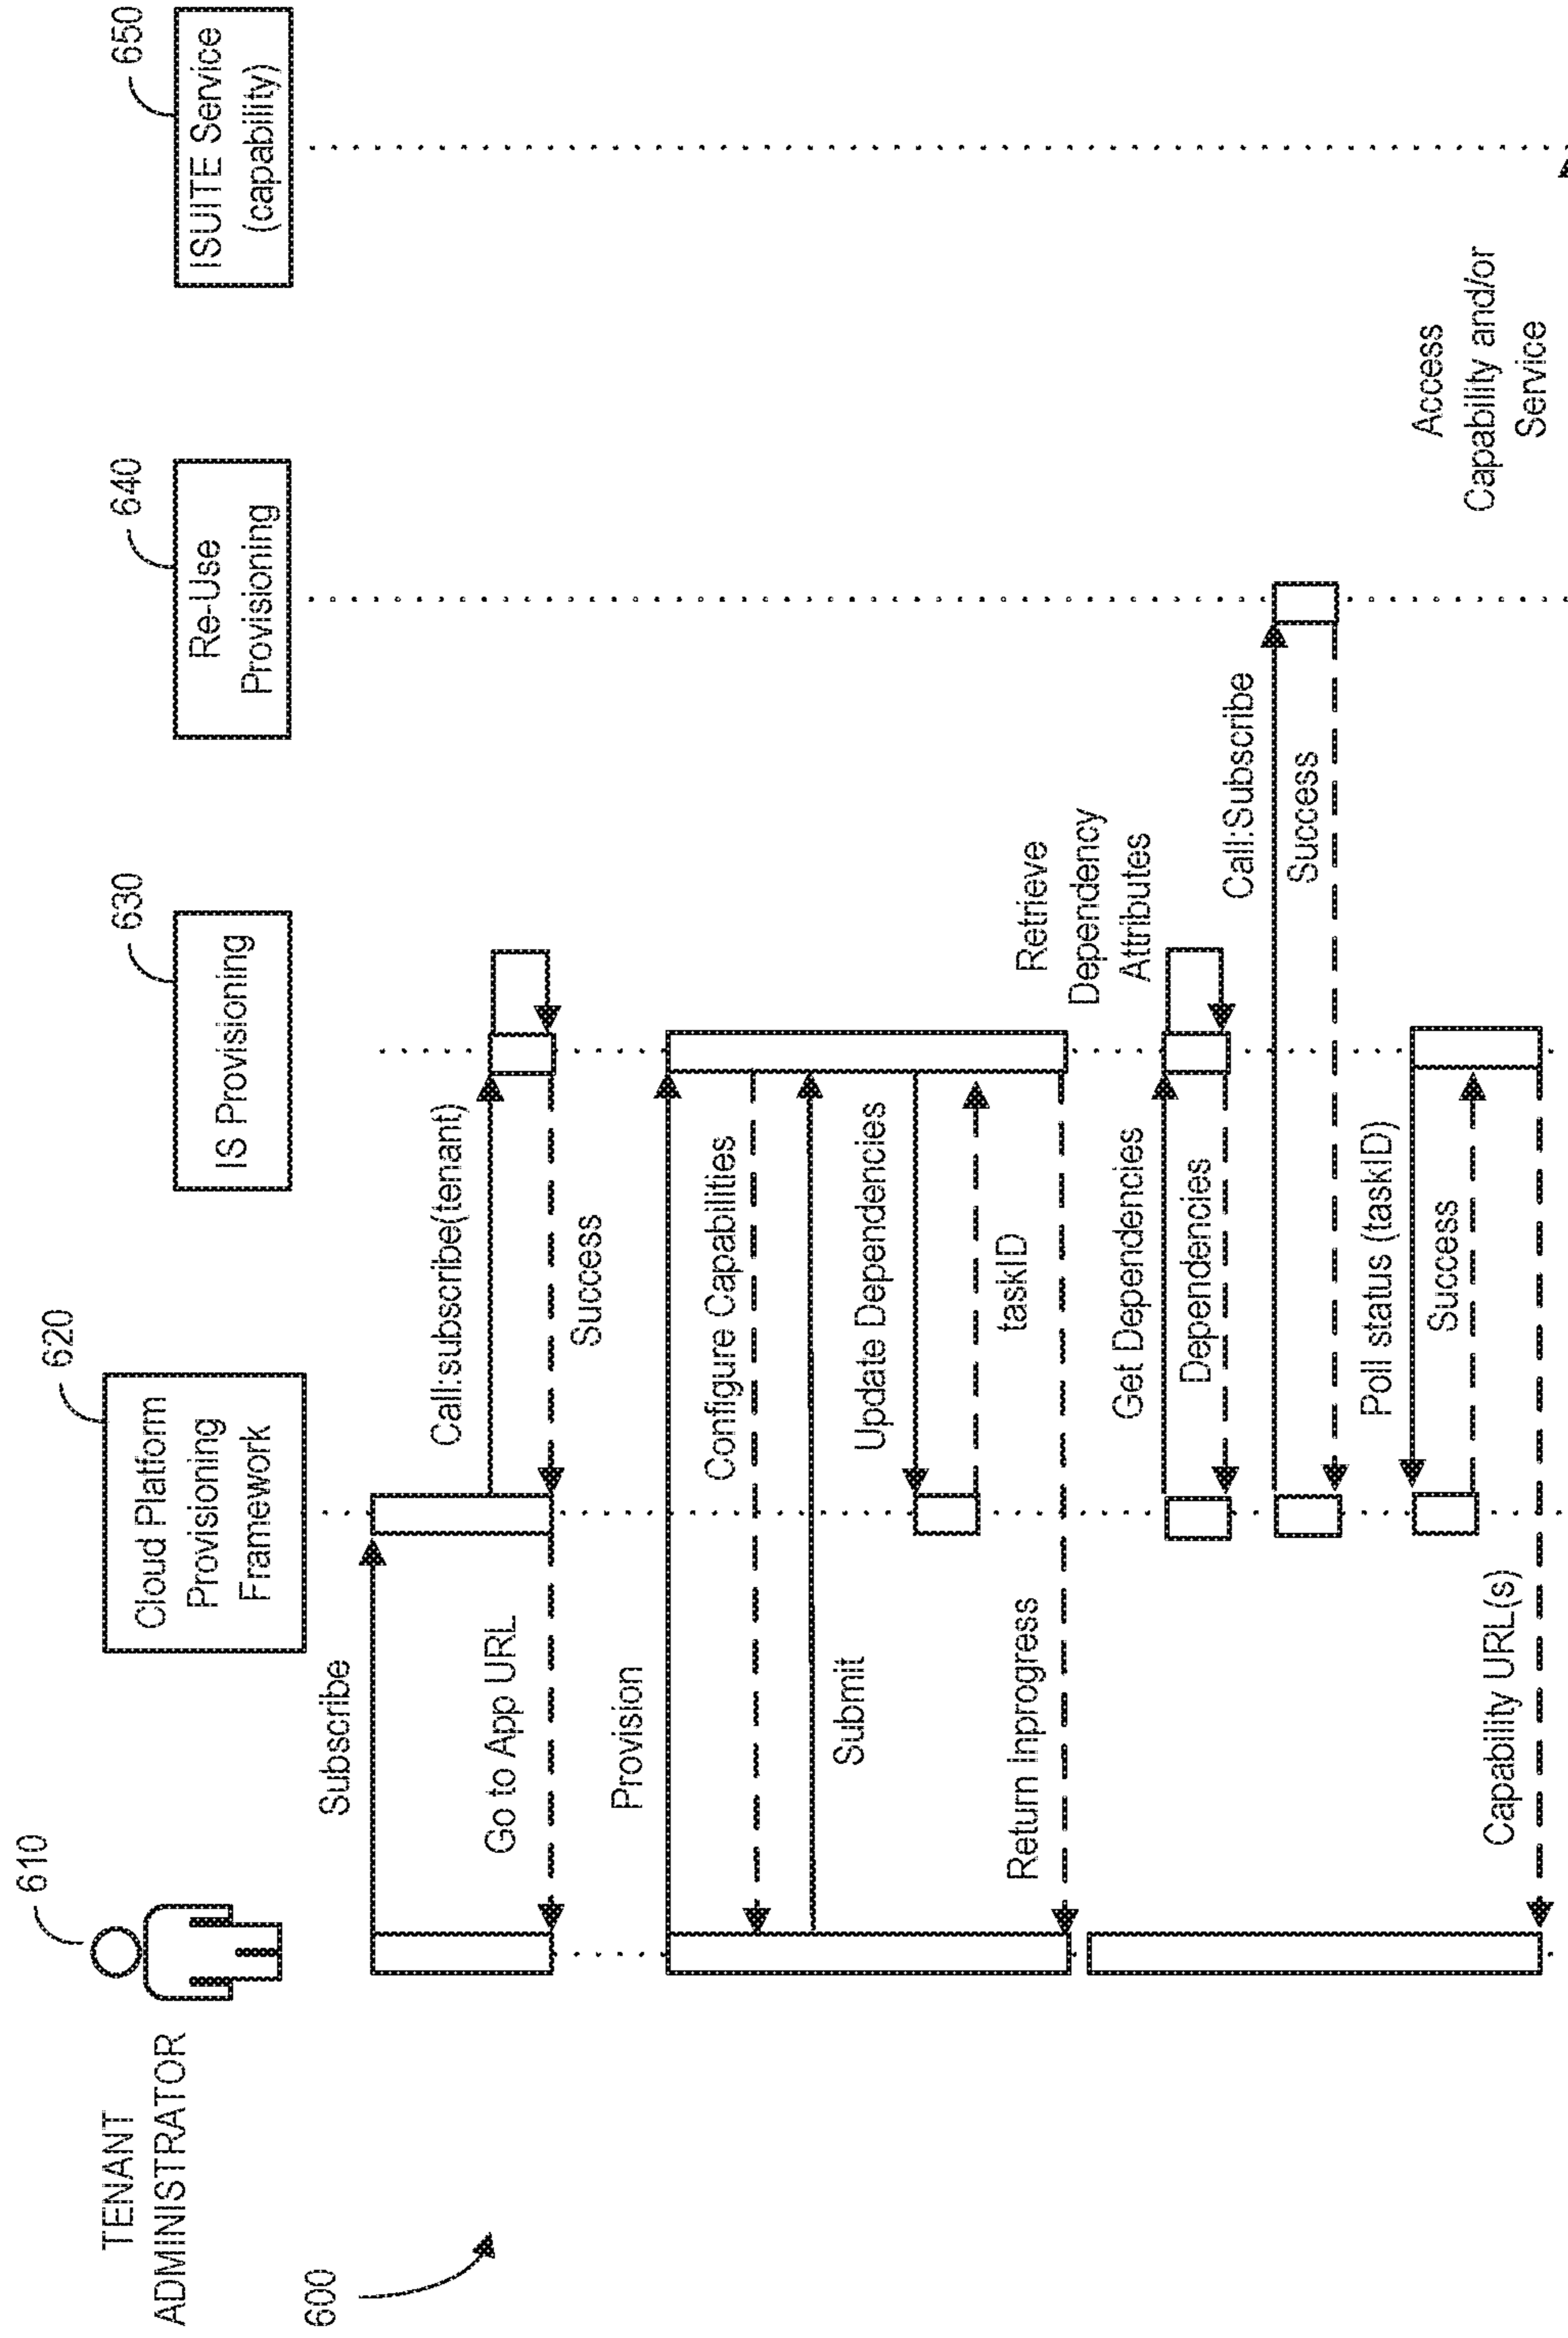 TENANT
ADMINISTRATOR
610
Cloud Platform
Provisioning
Framework
620
IS Provisioning
630
Re-Use
Provisioning
640
ISUITE Service
(capability)
650
600
Subscribe
Call:subscribe(tenant)
Go to App URL
Success
Provision
Configure Capabilities
Submit
Update Dependencies
taskID
Return Inprogress
Retrieve
Dependency
Attributes
Get Dependencies
Dependencies
Call:Subscribe
Success
Poll status (taskID)
Success
Capability URL(s)
Access
Capability and/or
Service